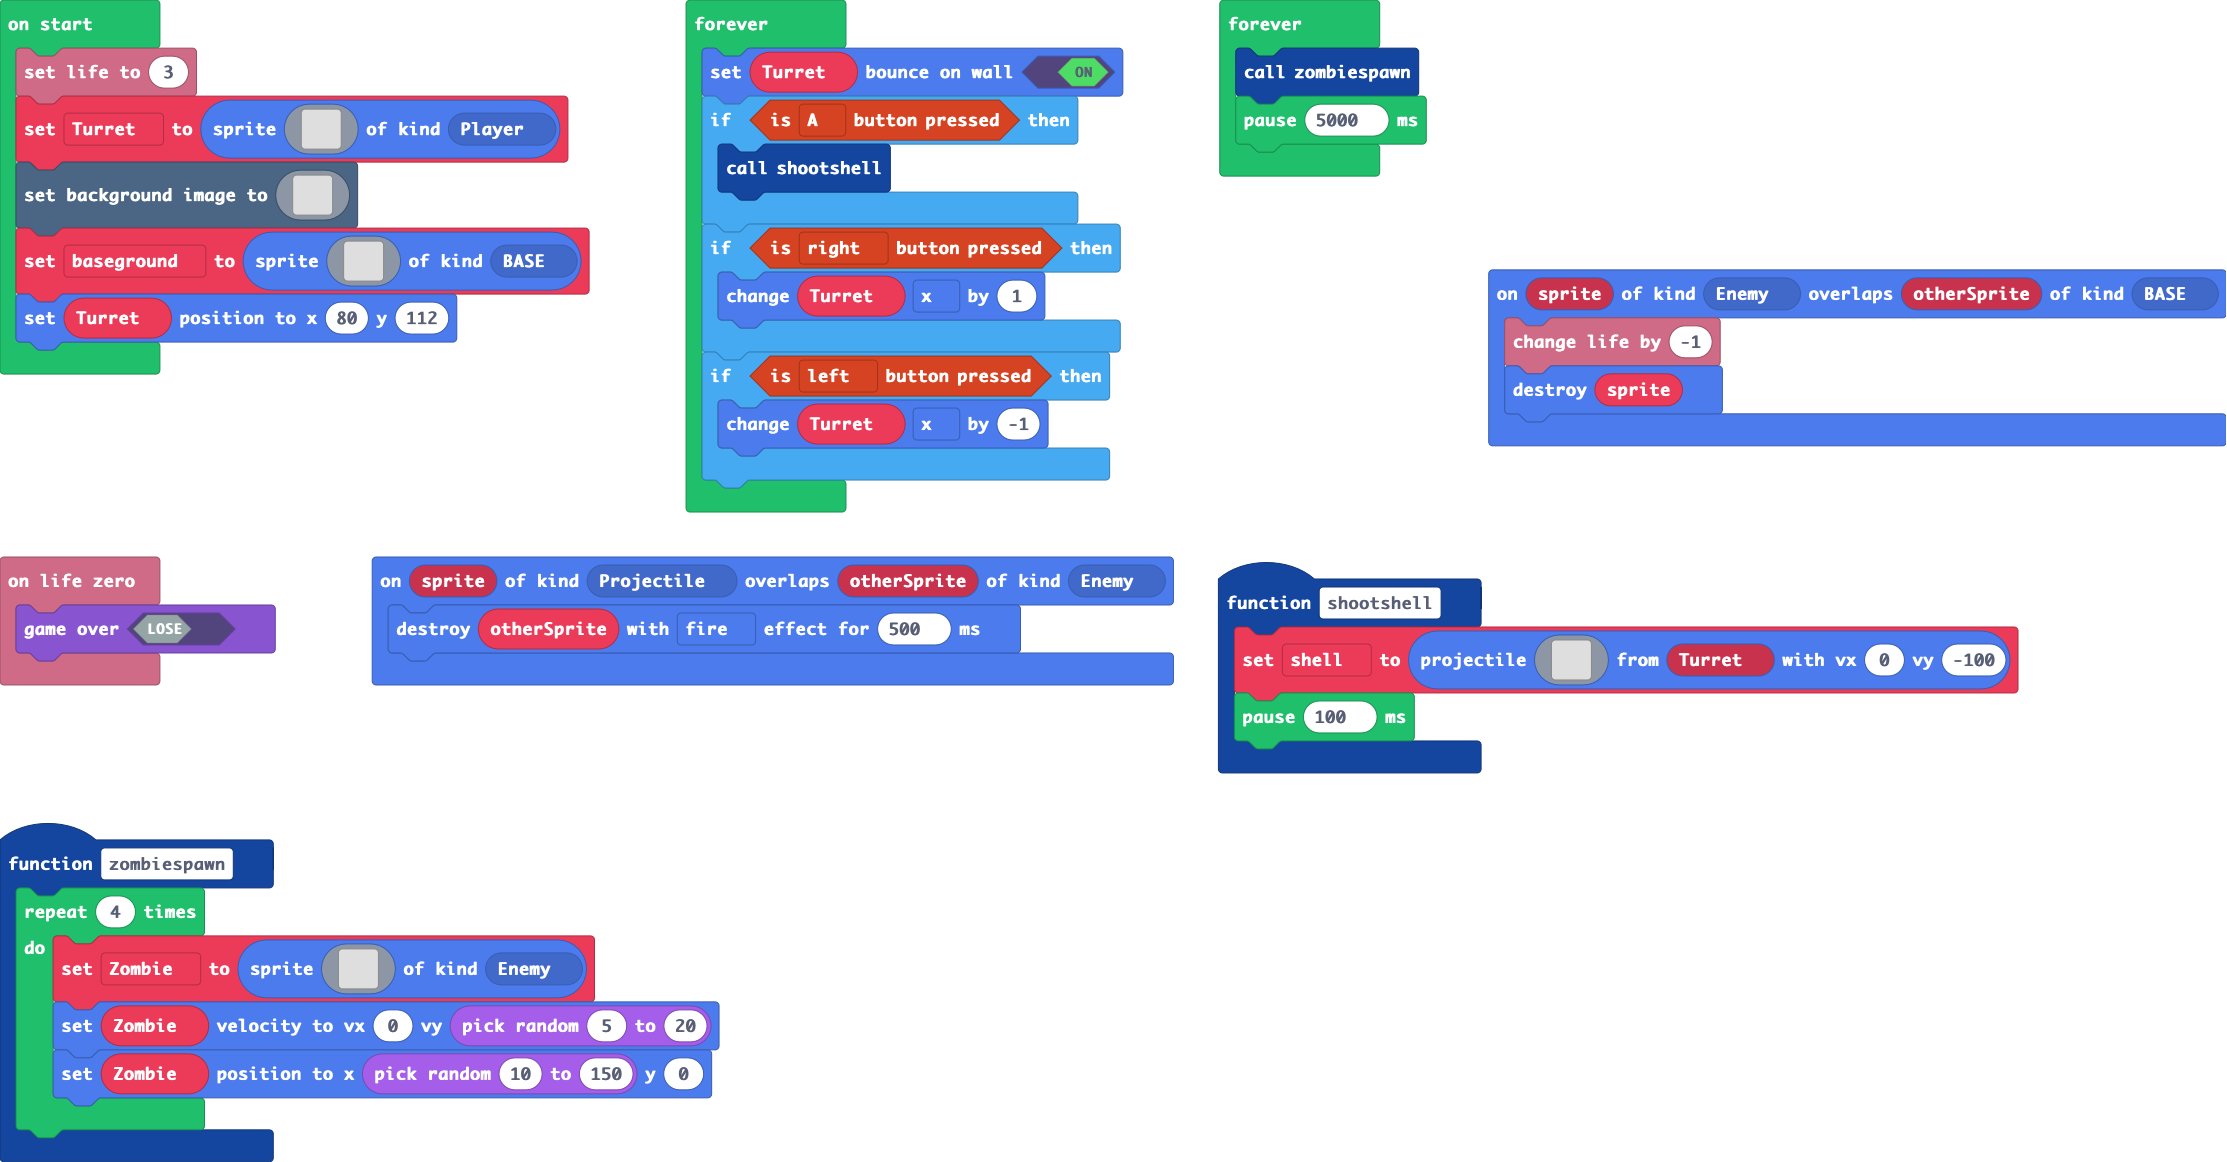 on start
set life to 3
set Turret to sprite of kind Player
set background image to
set baseground to sprite of kind BASE
set Turret position to x 80 y 112
forever
set Turret bounce on wall ON
if is A button pressed then
call shootshell
if is right button pressed then
change Turret x by 1
if is left button pressed then
change Turret x by -1
forever
call zombiespawn
pause 5000 ms
on sprite of kind Enemy overlaps otherSprite of kind BASE
change life by -1
destroy sprite
on life zero
game over LOSE
on sprite of kind Projectile overlaps otherSprite of kind Enemy
destroy otherSprite with fire effect for 500 ms
function shootshell
set shell to projectile from Turret with vx 0 vy -100
pause 100 ms
function zombiespawn
repeat 4 times
do
set Zombie to sprite of kind Enemy
set Zombie velocity to vx 0 vy pick random 5 to 20
set Zombie position to x pick random 10 to 150 y 0